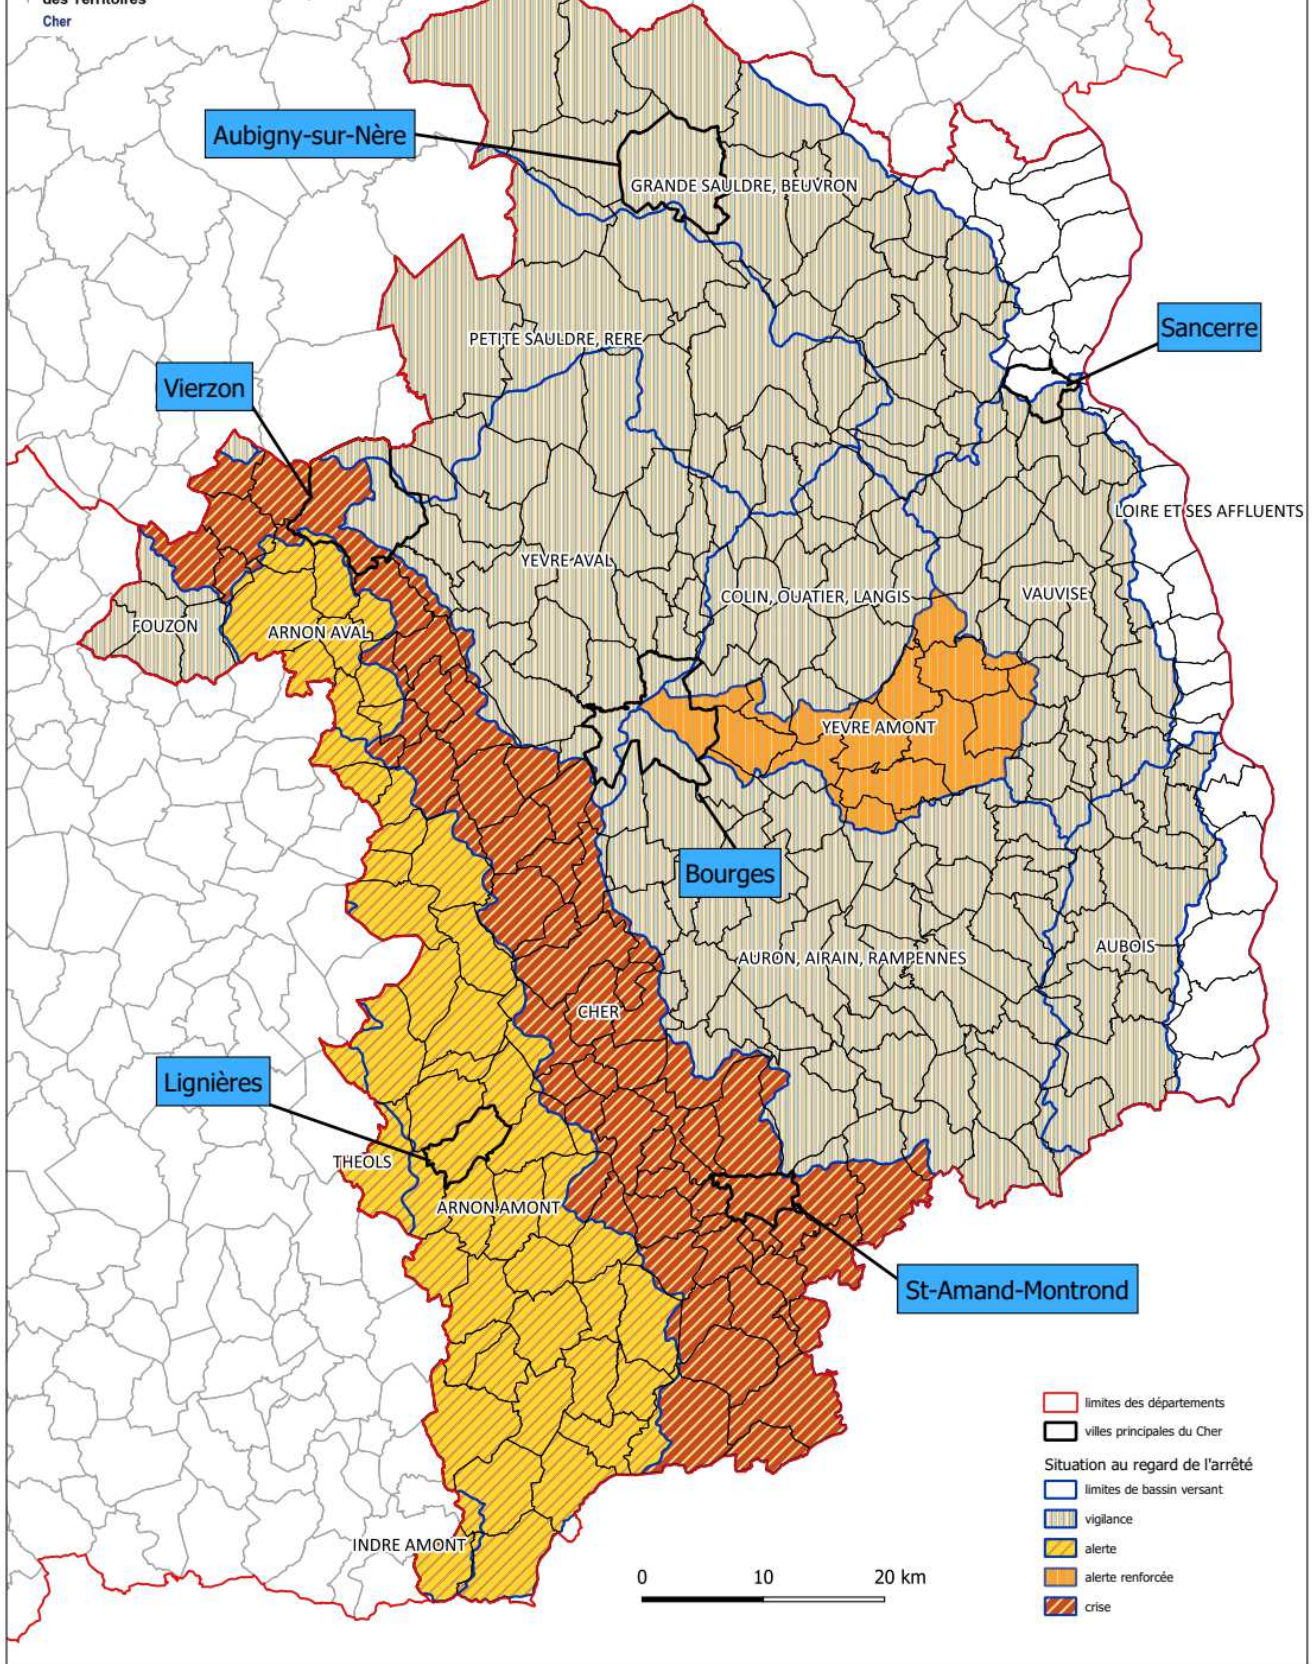 des Territoires
Cher
Aubigny-sur-Nère
GRANDE SAULDRE, BEUVRON
Sancerre
PETITE SAULDRE, RERE
Vierzon
LOIRE ET SES AFFLUENTS
YEVRE AVAL
COLIN, OUATIER, LANGIS
VAUVISE
FOUZON
ARNON AVAL
YEVRE AMONT
Bourges
AURON, AIRAIN, RAMPENNES
AUBOIS
CHER
Lignières
THEOLS
ARNON AMONT
St-Amand-Montrond
INDRE AMONT
limites des départements
villes principales du Cher
Situation au regard de l'arrêté
limites de bassin versant
vigilance
alerte
alerte renforcée
crise
0 10 20 km